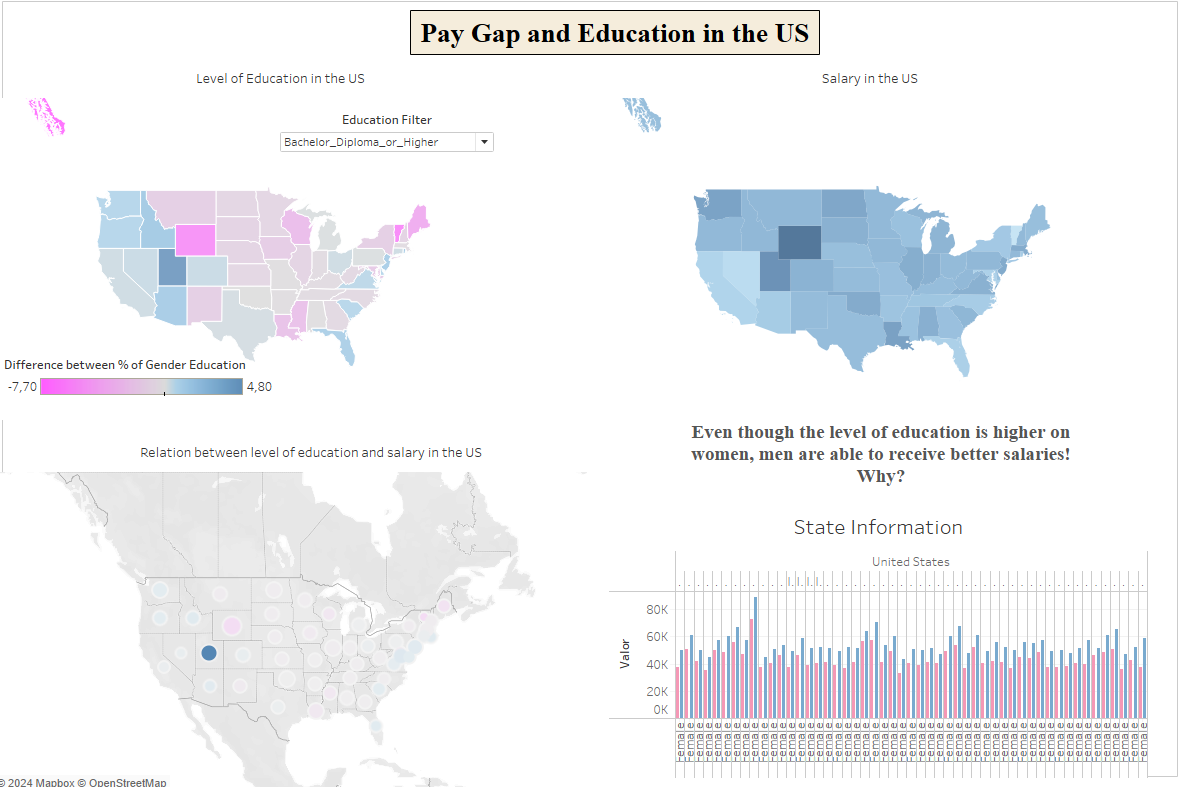 Pay Gap and Education in the US
Level of Education in the US
Salary in the US
Education Filter
Bachelor_Diploma_or_Higher
Difference between % of Gender Education
-7,70
4,80
Relation between level of education and salary in the US
Even though the level of education is higher on
women, men are able to receive better salaries!
Why?
State Information
United States
Valor
80K
60K
40K
20K
0K
© 2024 Mapbox © OpenStreetMap